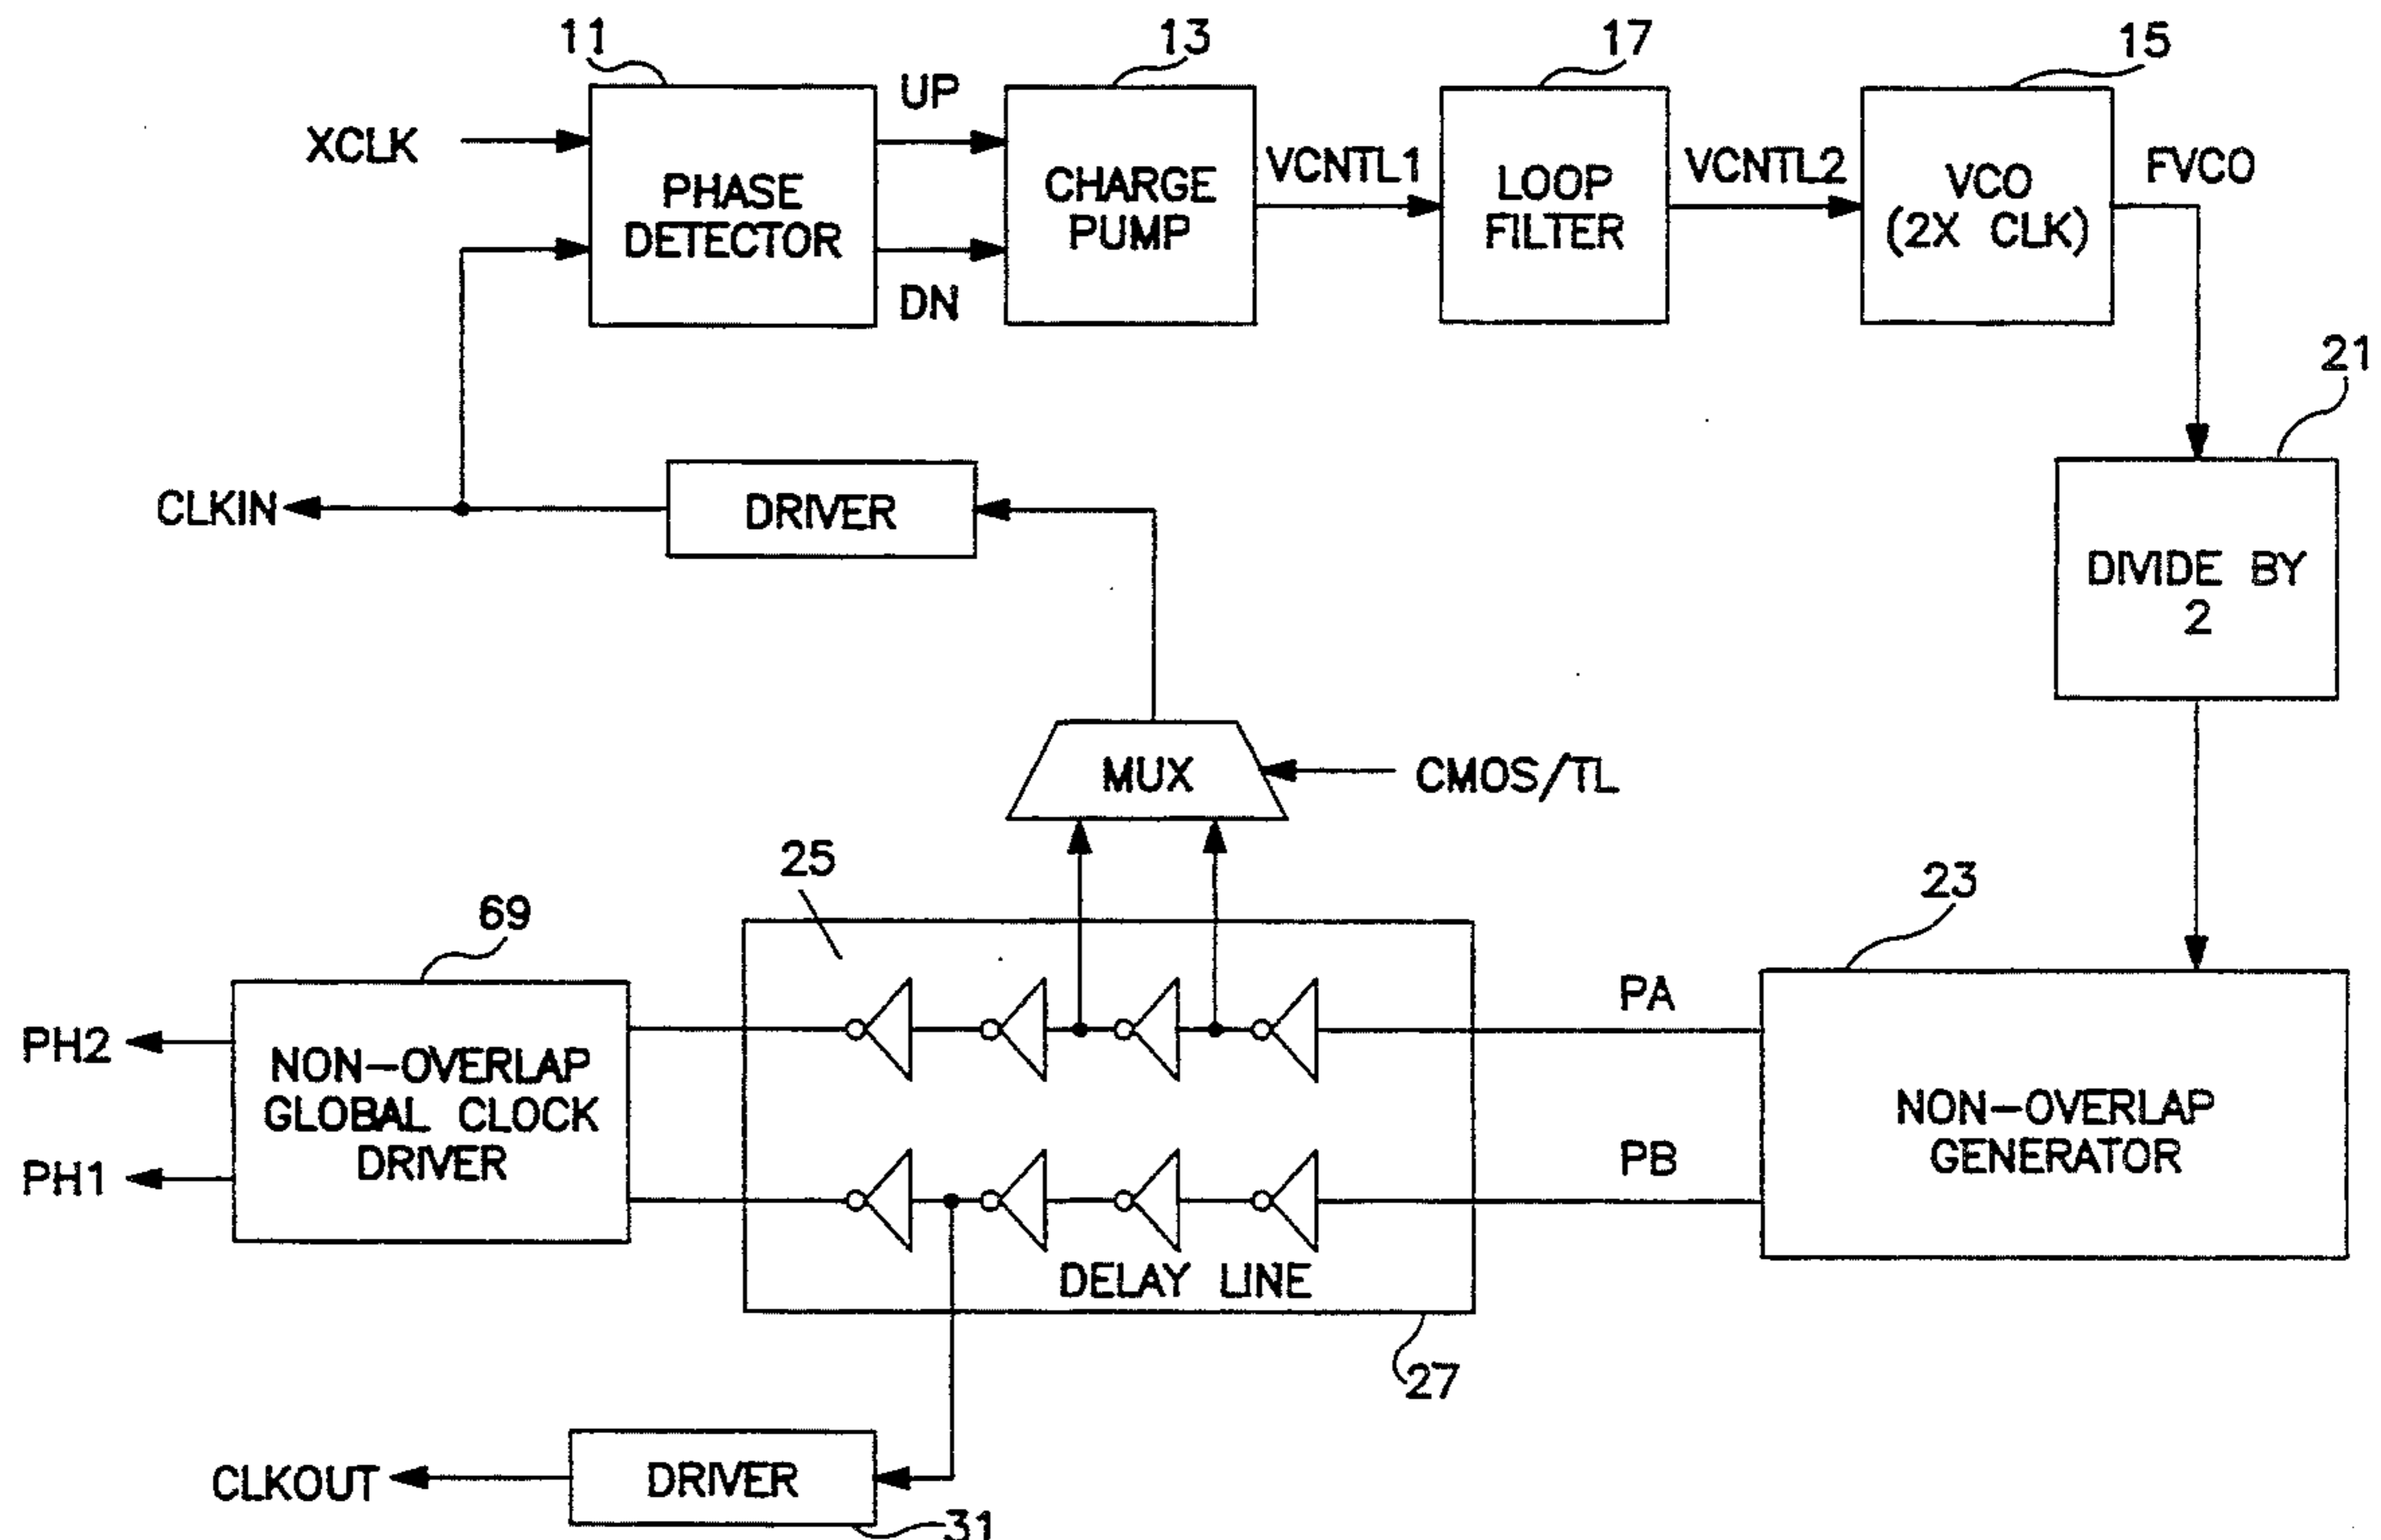 11
13
17
15
UP
XCLK
PHASE
DETECTOR
CHARGE
PUMP
VCNTL1
LOOP
FILTER
VCNTL2
VCO
(2X CLK)
FVCO
DN
21
CLKIN
DRIVER
DIVIDE BY
2
MUX
CMOS/TL
25
23
69
PA
PH2
NON-OVERLAP
GLOBAL CLOCK
DRIVER
PH1
NON-OVERLAP
GENERATOR
PB
DELAY LINE
27
CLKOUT
DRIVER
31